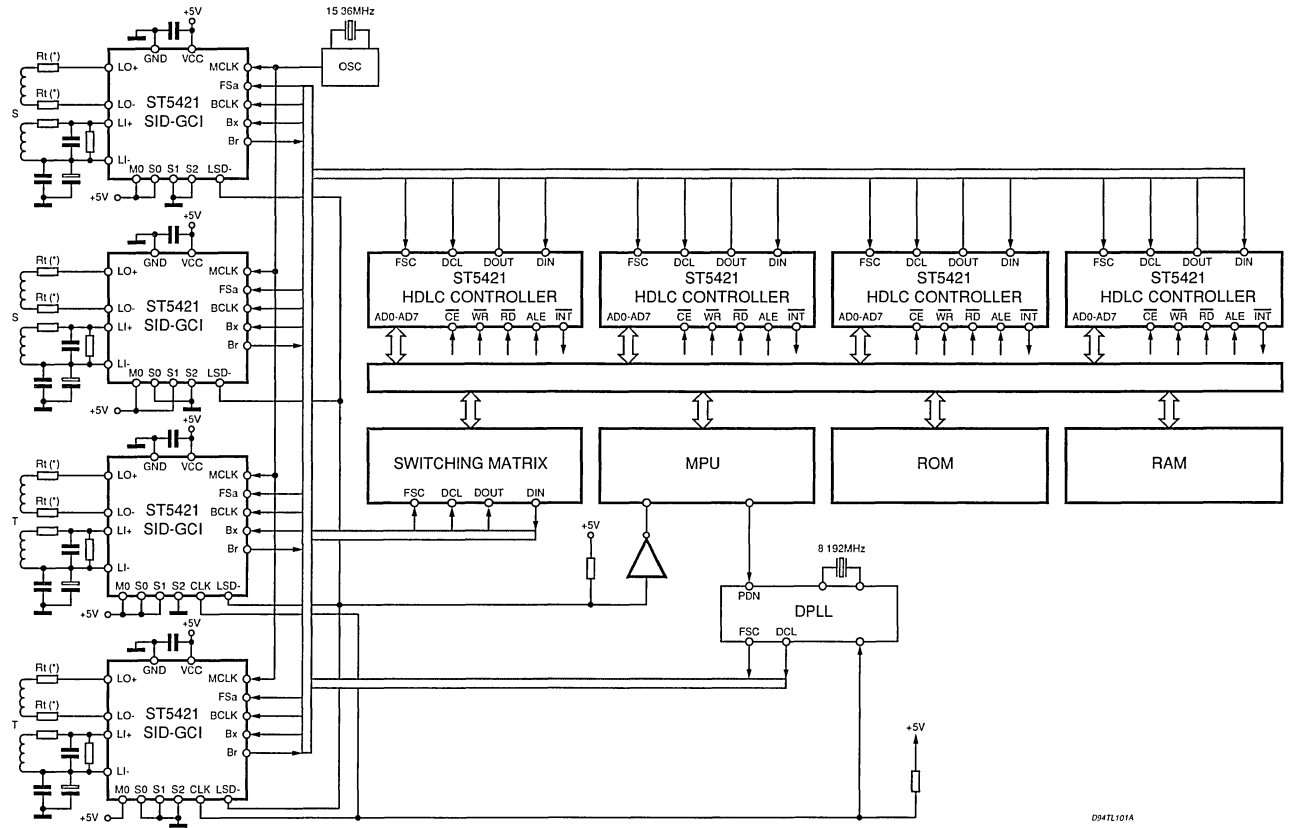 +5V
15 36MHz
OSC
GND VCC
Rt (*)
LO+
MCLK
FSa
Rt (*)
LO-
ST5421
BCLK
S
LI+
SID-GCI
Bx
Br
LI-
M0 S0 S1 S2 LSD-
+5V
+5V
GND VCC
Rt (*)
LO+
MCLK
FSa
Rt (*)
LO-
ST5421
BCLK
S
LI+
SID-GCI
Bx
Br
LI-
M0 S0 S1 S2 LSD-
+5V
FSC DCL DOUT DIN
ST5421
HDLC CONTROLLER
AD0-AD7 CE WR RD ALE INT
FSC DCL DOUT DIN
ST5421
HDLC CONTROLLER
AD0-AD7 CE WR RD ALE INT
FSC DCL DOUT DIN
ST5421
HDLC CONTROLLER
AD0-AD7 CE WR RD ALE INT
FSC DCL DOUT DIN
ST5421
HDLC CONTROLLER
AD0-AD7 CE WR RD ALE INT
+5V
GND VCC
Rt (*)
LO+
MCLK
FSa
Rt (*)
LO-
ST5421
BCLK
T
LI+
SID-GCI
Bx
Br
LI-
M0 S0 S1 S2 CLK LSD-
+5V
SWITCHING MATRIX
FSC DCL DOUT DIN
MPU
ROM
RAM
+5V
8 192MHz
PDN
DPLL
FSC DCL
+5V
GND VCC
Rt (*)
LO+
MCLK
FSa
Rt (*)
LO-
ST5421
BCLK
T
LI+
SID-GCI
Bx
Br
LI-
M0 S0 S1 S2 CLK LSD-
+5V
+5V
D94TL101A